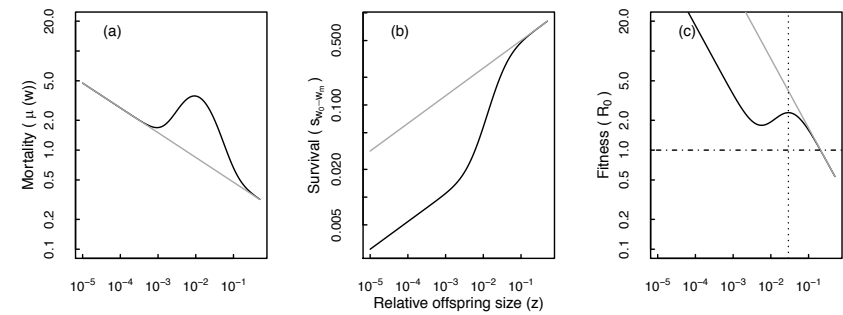 (a)
Mortality ( μ (w))
0.1 0.2 0.5 1.0 2.0 5.0 20.0
10⁻⁵ 10⁻⁴ 10⁻³ 10⁻² 10⁻¹
(b)
Survival ( s_{w₀−wₘ} )
0.005 0.020 0.100 0.500
10⁻⁵ 10⁻⁴ 10⁻³ 10⁻² 10⁻¹
Relative offspring size (z)
(c)
Fitness ( R₀ )
0.1 0.2 0.5 1.0 2.0 5.0 20.0
10⁻⁵ 10⁻⁴ 10⁻³ 10⁻² 10⁻¹